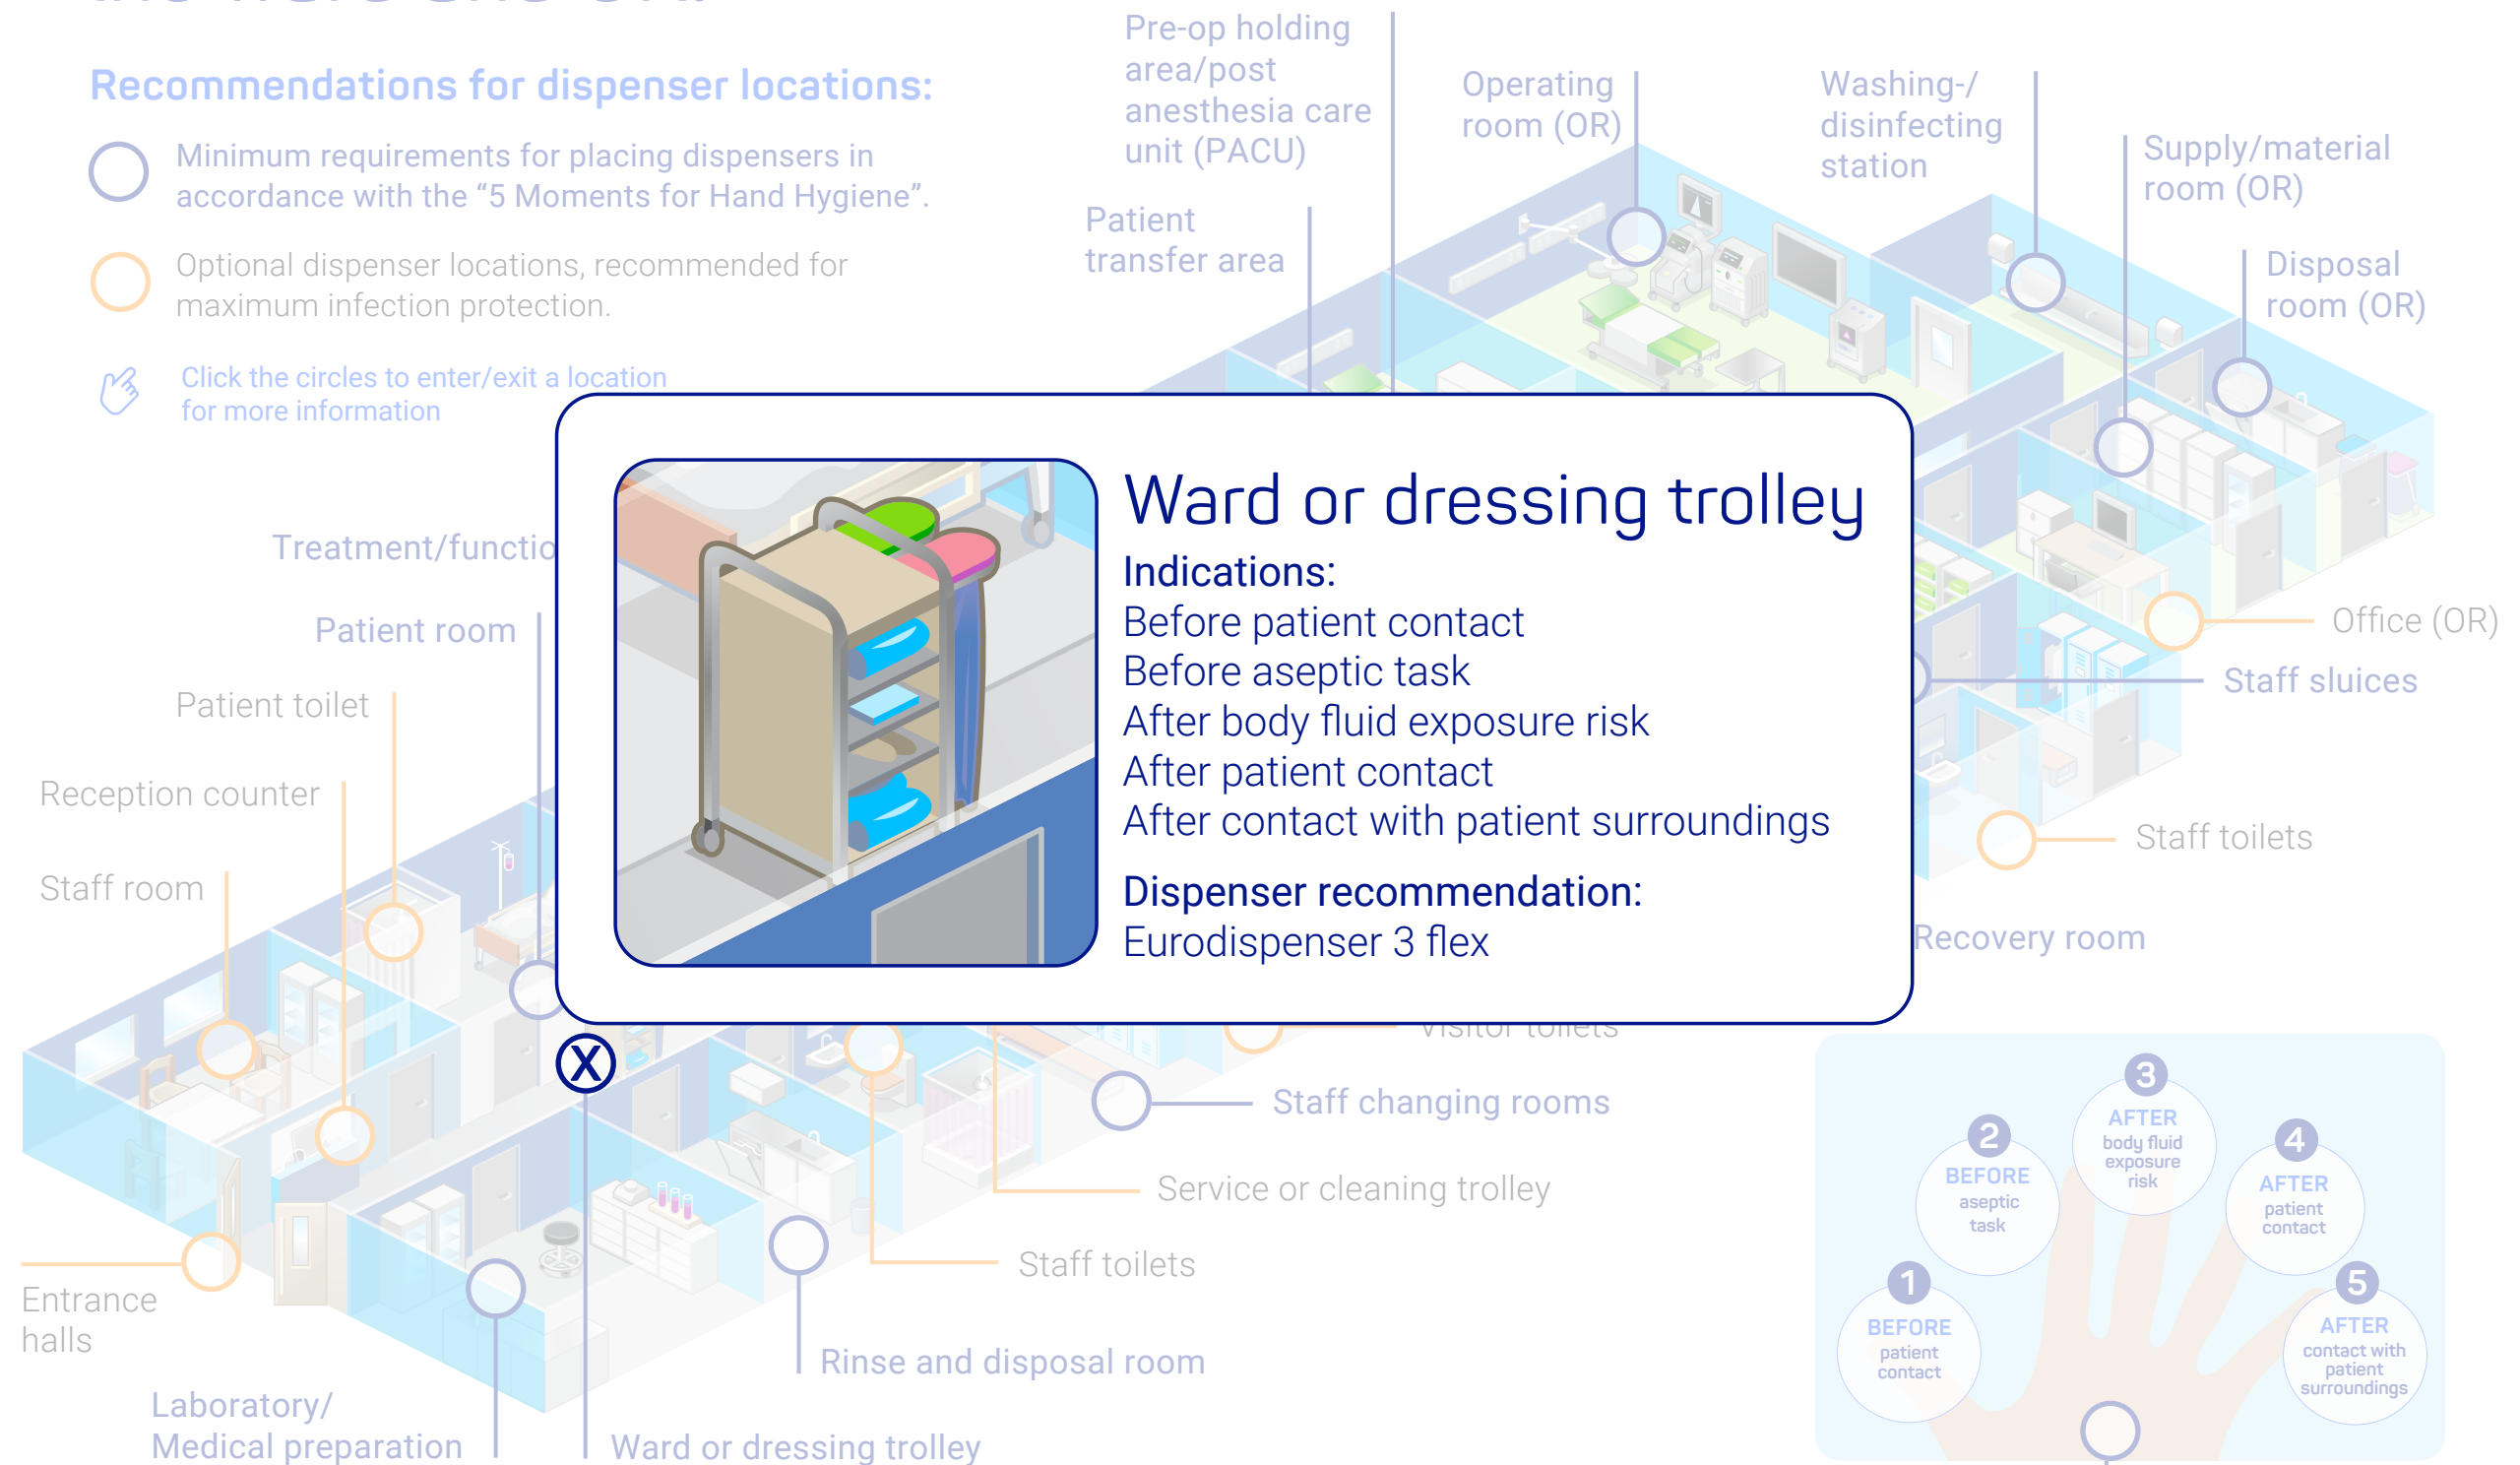 Recommendations for dispenser locations:
Minimum requirements for placing dispensers in
accordance with the “5 Moments for Hand Hygiene”.
Optional dispenser locations, recommended for
maximum infection protection.
Click the circles to enter/exit a location
for more information
Pre-op holding
area/post
anesthesia care
unit (PACU)
Patient
transfer area
Operating
room (OR)
Washing-/
disinfecting
station
Supply/material
room (OR)
Disposal
room (OR)
Treatment/functio
Patient room
Patient toilet
Reception counter
Staff room
Ward or dressing trolley
Indications:
Before patient contact
Before aseptic task
After body fluid exposure risk
After patient contact
After contact with patient surroundings
Dispenser recommendation:
Eurodispenser 3 flex
Office (OR)
Staff sluices
Staff toilets
Recovery room
Visitor toilets
X
Staff changing rooms
Service or cleaning trolley
Staff toilets
Entrance
halls
Rinse and disposal room
Laboratory/
Medical preparation
Ward or dressing trolley
1
BEFORE
patient
contact
2
BEFORE
aseptic
task
3
AFTER
body fluid
exposure
risk
4
AFTER
patient
contact
5
AFTER
contact with
patient
surroundings